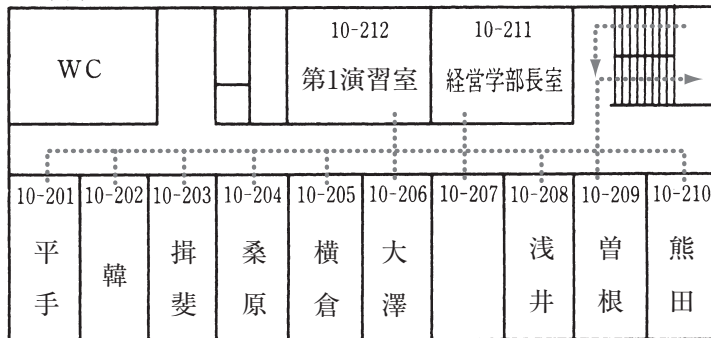 10-212
10-211
WC
第1演習室
経営学部長室
10-201
10-202
10-203
10-204
10-205
10-206
10-207
10-208
10-209
10-210
平手
韓
揖斐
桑原
横倉
大澤
浅井
曽根
熊田